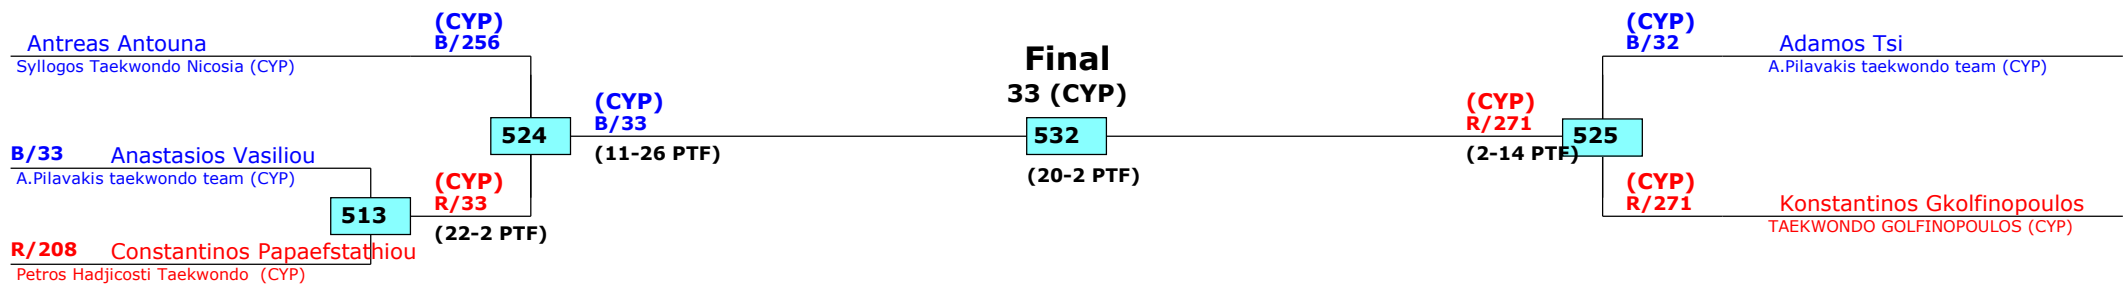 (CYP)
B/256
Antreas Antouna
Syllogos Taekwondo Nicosia (CYP)
B/33 Anastasios Vasiliou
A.Pilavakis taekwondo team (CYP)
513
R/208 Constantinos Papaefstathiou
Petros Hadjicosti Taekwondo (CYP)
(CYP)
R/33
(22-2 PTF)
524
(CYP)
B/33
(11-26 PTF)
Final
33 (CYP)
532
(20-2 PTF)
(CYP)
R/271
(2-14 PTF)
525
(CYP)
B/32
Adamos Tsi
A.Pilavakis taekwondo team (CYP)
(CYP)
R/271
Konstantinos Gkolfinopoulos
TAEKWONDO GOLFINOPOULOS (CYP)